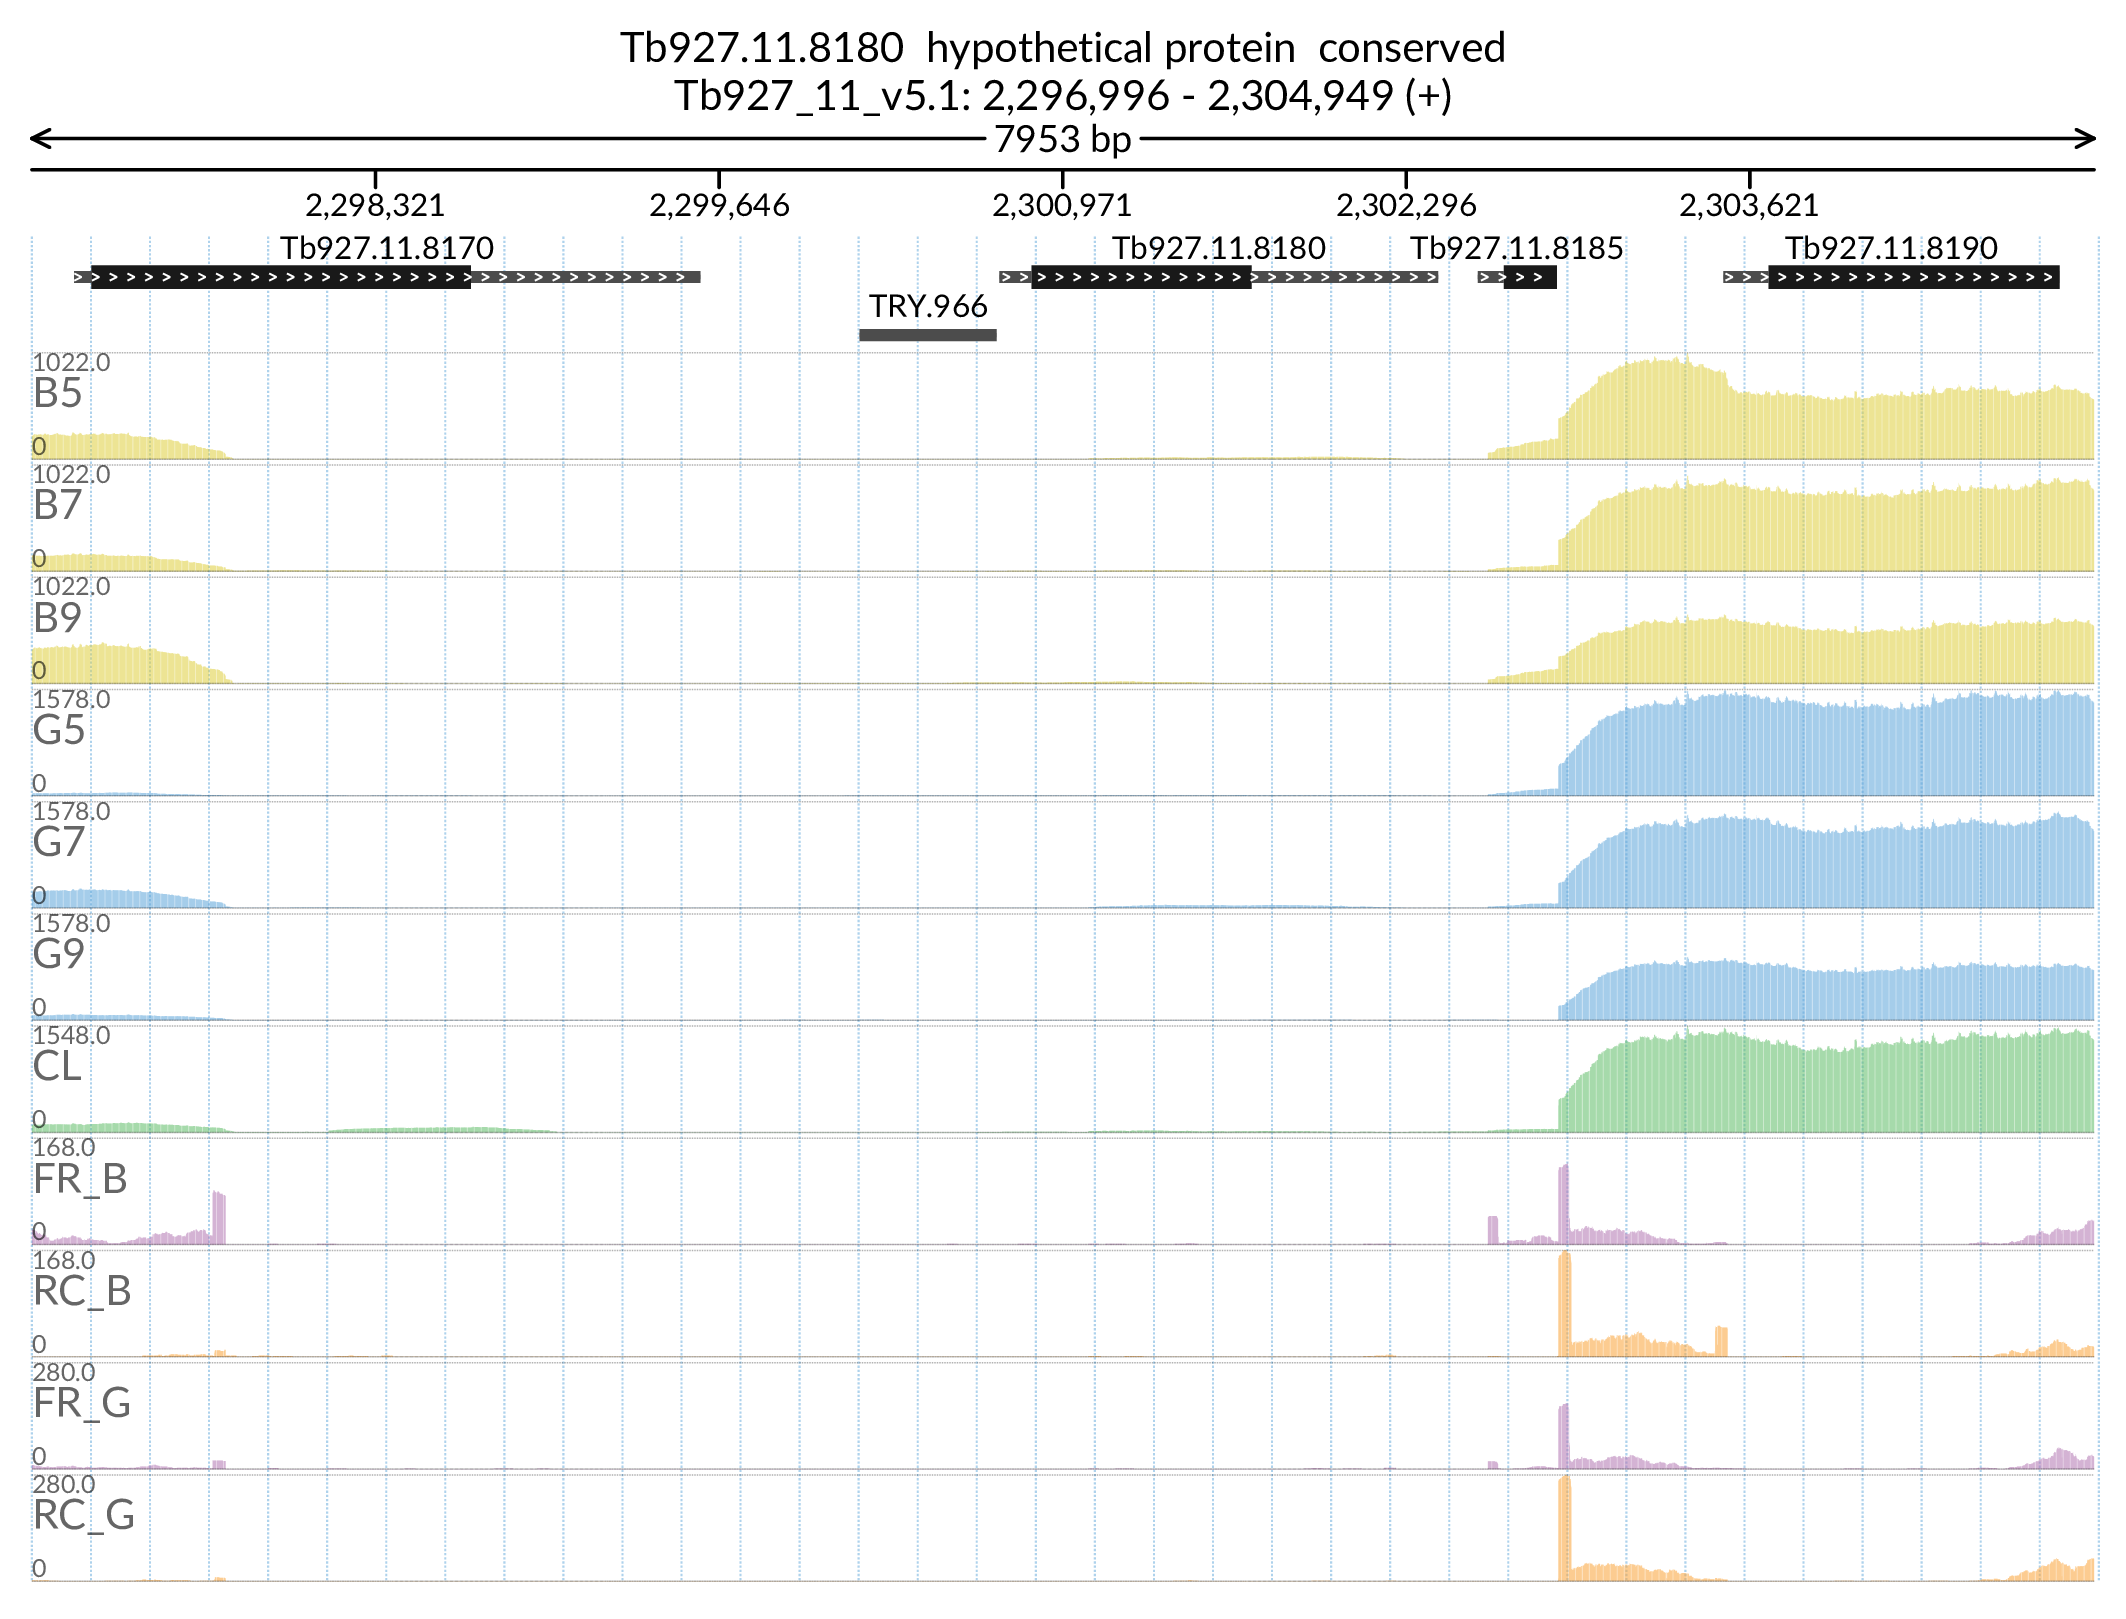 Tb927.11.8180  hypothetical protein  conserved
Tb927_11_v5.1: 2,296,996 - 2,304,949 (+)
7953 bp
2,298,321 2,299,646 2,300,971 2,302,296 2,303,621
Tb927.11.8170 Tb927.11.8180 Tb927.11.8185 Tb927.11.8190
TRY.966
1022.0
B5
0
1022.0
B7
0
1022.0
B9
0
1578.0
G5
0
1578.0
G7
0
1578.0
G9
0
1548.0
CL
0
168.0
FR_B
0
168.0
RC_B
0
280.0
FR_G
0
280.0
RC_G
0